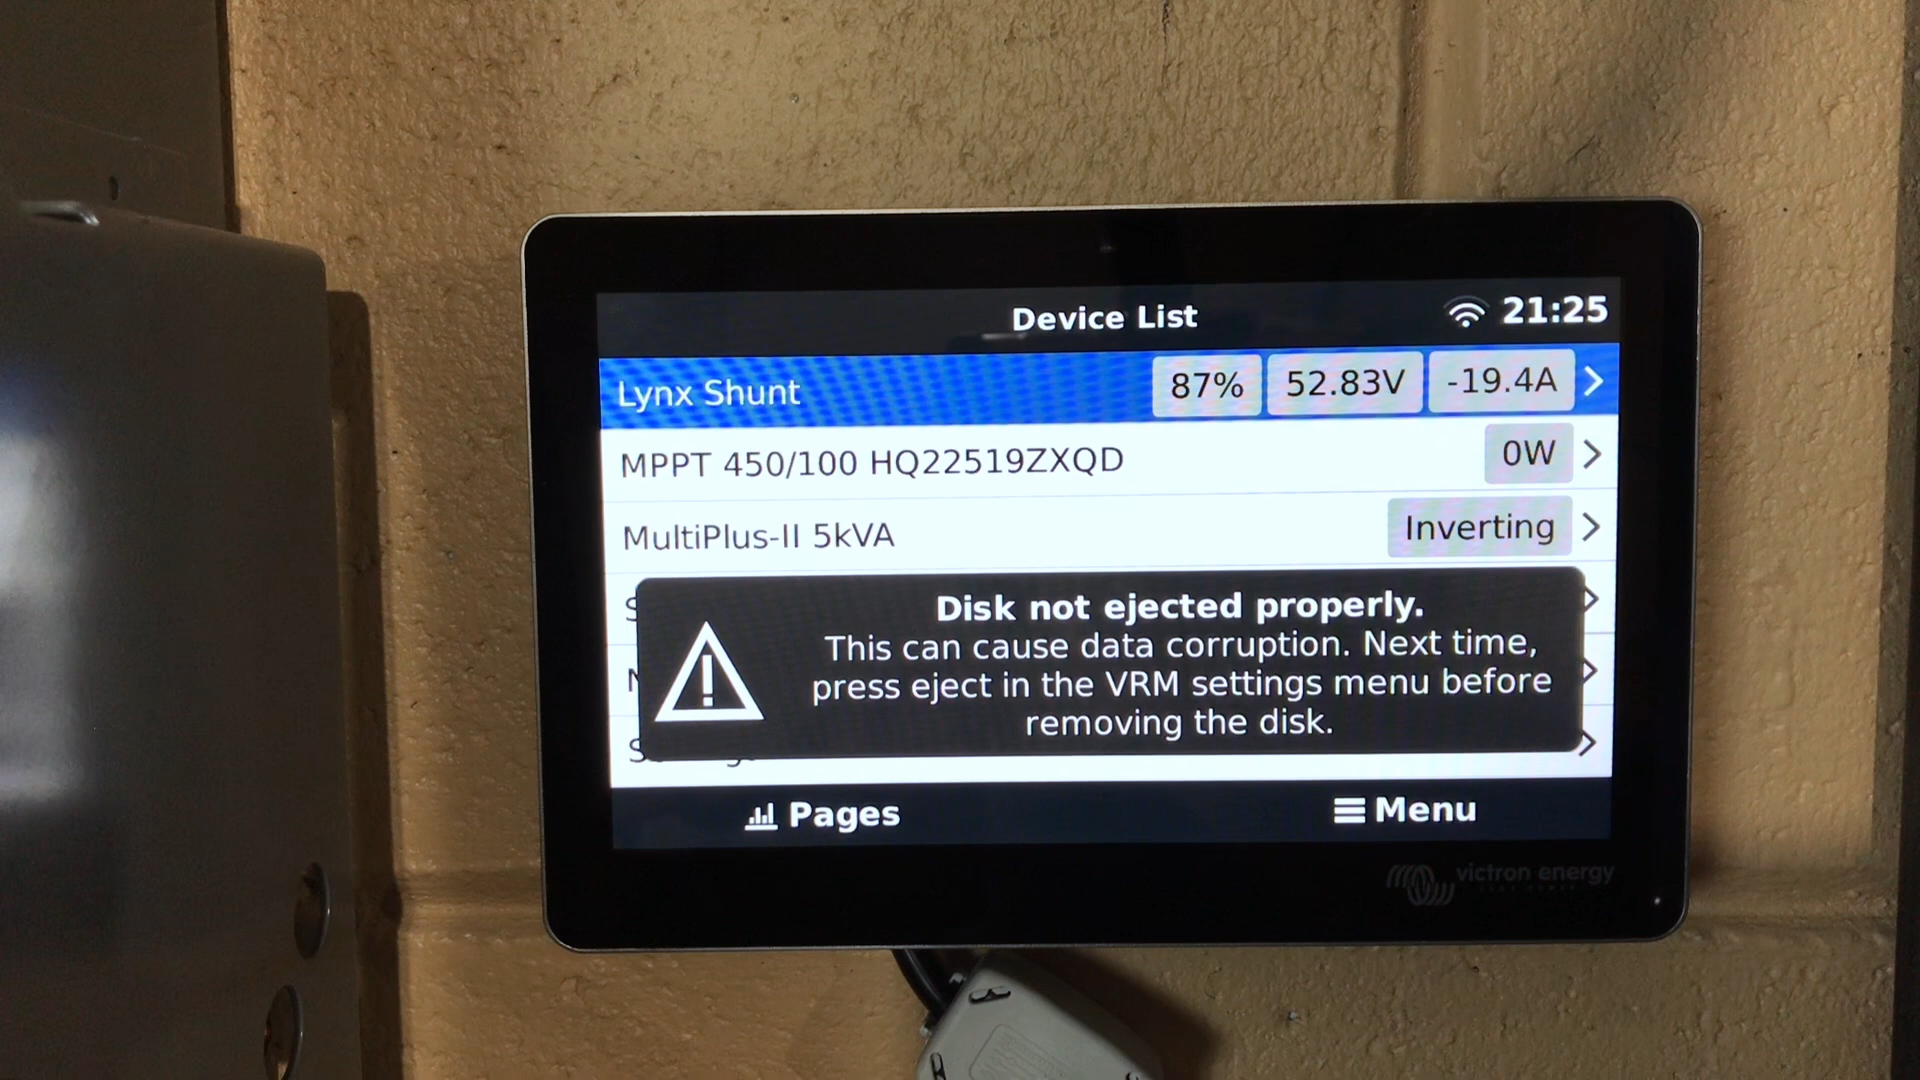 Device List 21:25
Lynx Shunt 87% 52.83V -19.4A
MPPT 450/100 HQ22519ZXQD 0W
MultiPlus-II 5kVA Inverting
Disk not ejected properly.
This can cause data corruption. Next time,
press eject in the VRM settings menu before
removing the disk.
Pages Menu
victron energy